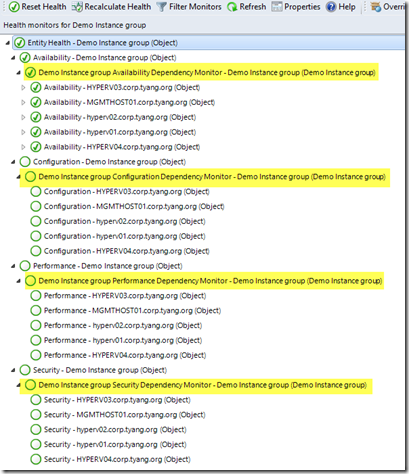 Reset Health Recalculate Health Filter Monitors Refresh Properties Help Overri
Health monitors for Demo Instance group
Entity Health - Demo Instance group (Object)
Availability - Demo Instance group (Object)
Demo Instance group Availability Dependency Monitor - Demo Instance group (Demo Instance group)
Availability - HYPERV03.corp.tyang.org (Object)
Availability - MGMTHOST01.corp.tyang.org (Object)
Availability - hyperv02.corp.tyang.org (Object)
Availability - hyperv01.corp.tyang.org (Object)
Availability - HYPERV04.corp.tyang.org (Object)
Configuration - Demo Instance group (Object)
Demo Instance group Configuration Dependency Monitor - Demo Instance group (Demo Instance group)
Configuration - HYPERV03.corp.tyang.org (Object)
Configuration - MGMTHOST01.corp.tyang.org (Object)
Configuration - hyperv02.corp.tyang.org (Object)
Configuration - hyperv01.corp.tyang.org (Object)
Configuration - HYPERV04.corp.tyang.org (Object)
Performance - Demo Instance group (Object)
Demo Instance group Performance Dependency Monitor - Demo Instance group (Demo Instance group)
Performance - HYPERV03.corp.tyang.org (Object)
Performance - MGMTHOST01.corp.tyang.org (Object)
Performance - hyperv02.corp.tyang.org (Object)
Performance - hyperv01.corp.tyang.org (Object)
Performance - HYPERV04.corp.tyang.org (Object)
Security - Demo Instance group (Object)
Demo Instance group Security Dependency Monitor - Demo Instance group (Demo Instance group)
Security - HYPERV03.corp.tyang.org (Object)
Security - MGMTHOST01.corp.tyang.org (Object)
Security - hyperv02.corp.tyang.org (Object)
Security - hyperv01.corp.tyang.org (Object)
Security - HYPERV04.corp.tyang.org (Object)